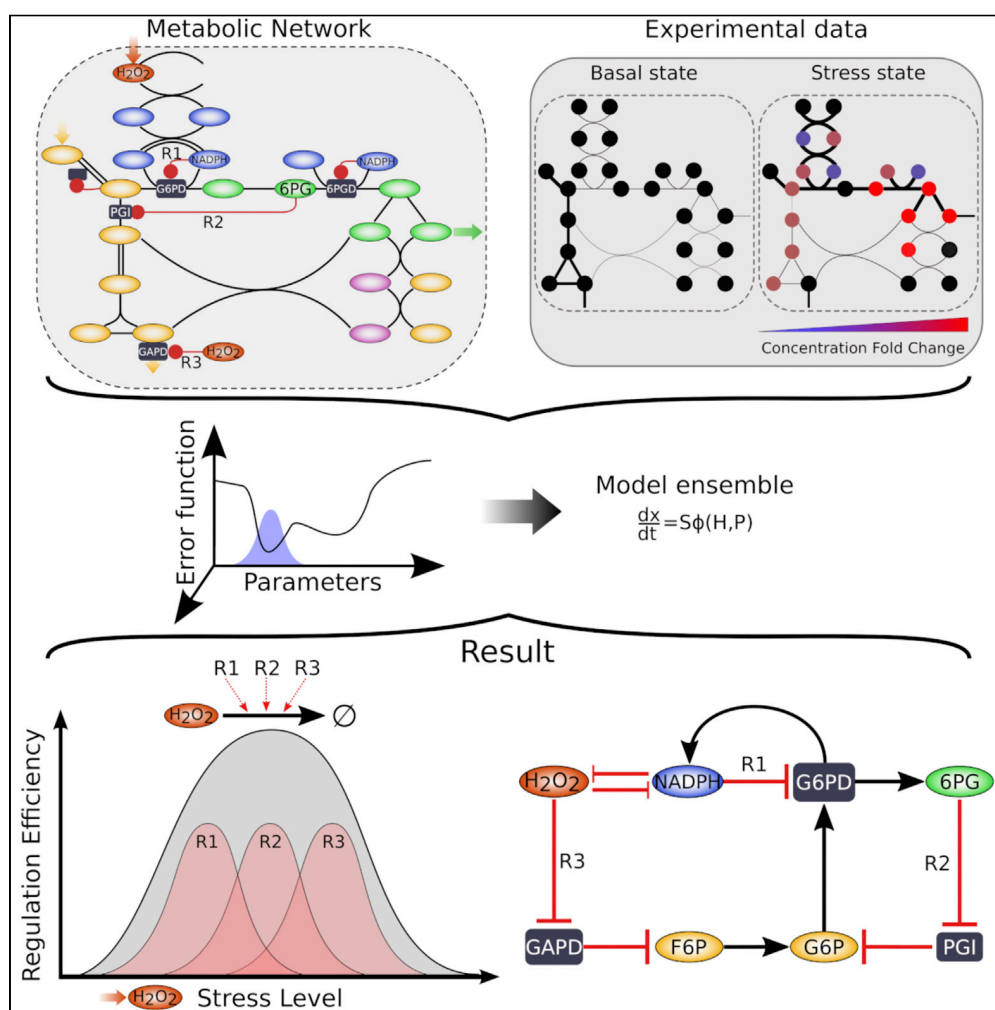 Metabolic Network
Experimental data
H2O2
R1
NADPH
NADPH
G6PD
6PG
6PGD
PGI
R2
GAPD
R3
H2O2
Basal state
Stress state
Concentration Fold Change
Error function
Parameters
Model ensemble
dx/dt=Sϕ(H,P)
Result
R1
R2
R3
H2O2
∅
Regulation Efficiency
R1
R2
R3
H2O2
Stress Level
H2O2
NADPH
R1
G6PD
6PG
R3
R2
GAPD
F6P
G6P
PGI